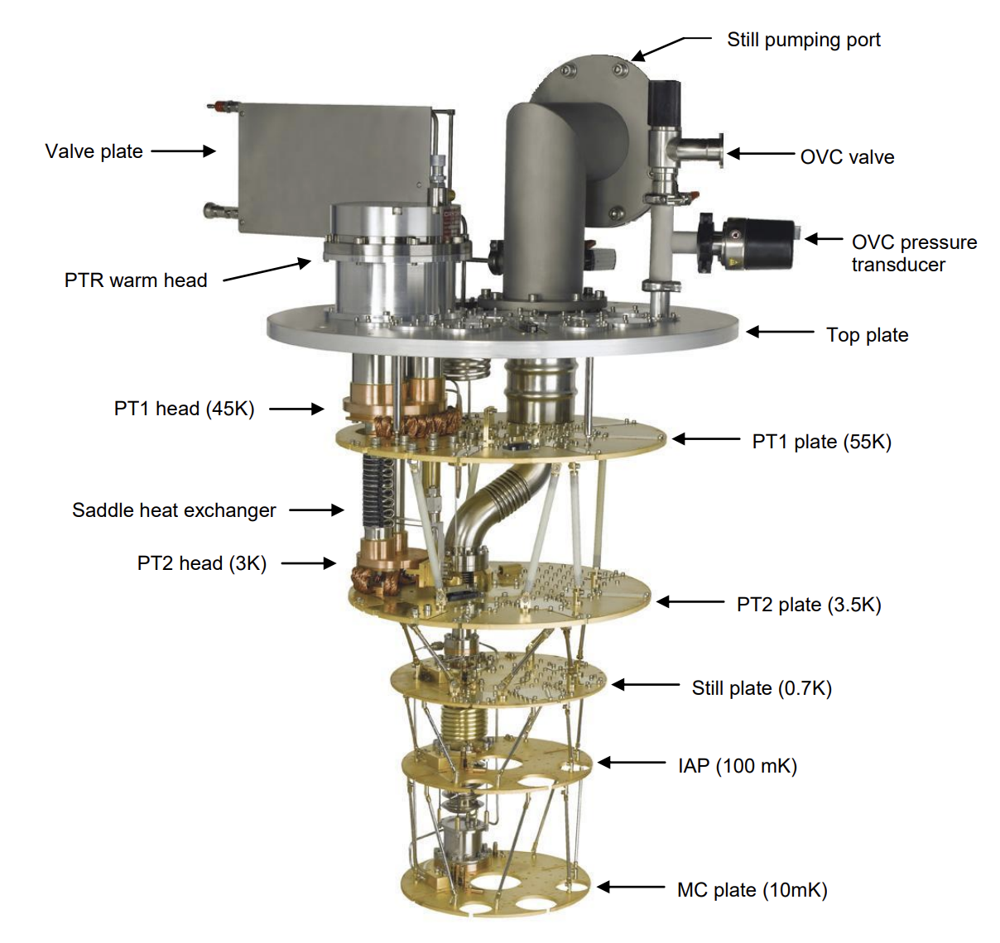 Still pumping port
Valve plate
OVC valve
OVC pressure
transducer
PTR warm head
Top plate
PT1 head (45K)
PT1 plate (55K)
Saddle heat exchanger
PT2 head (3K)
PT2 plate (3.5K)
Still plate (0.7K)
IAP (100 mK)
MC plate (10mK)